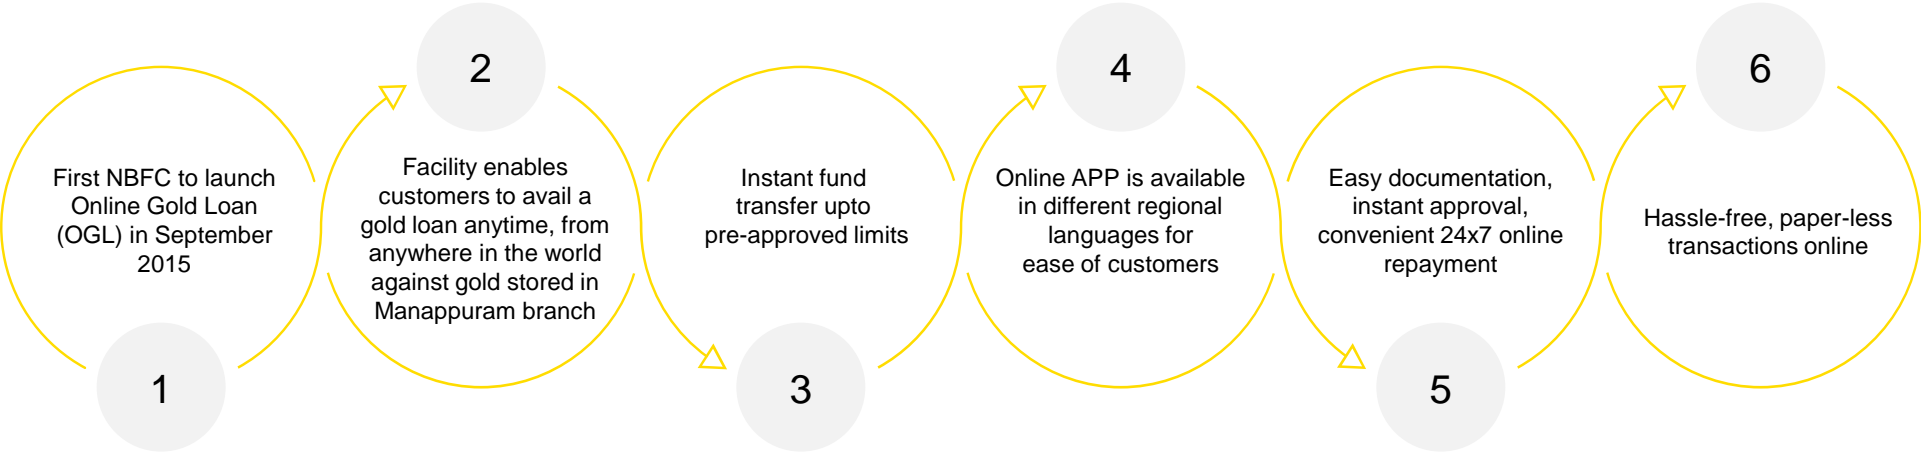 1
First NBFC to launch
Online Gold Loan
(OGL) in September
2015
2
Facility enables
customers to avail a
gold loan anytime, from
anywhere in the world
against gold stored in
Manappuram branch
3
Instant fund
transfer upto
pre-approved limits
4
Online APP is available
in different regional
languages for
ease of customers
5
Easy documentation,
instant approval,
convenient 24x7 online
repayment
6
Hassle-free, paper-less
transactions online